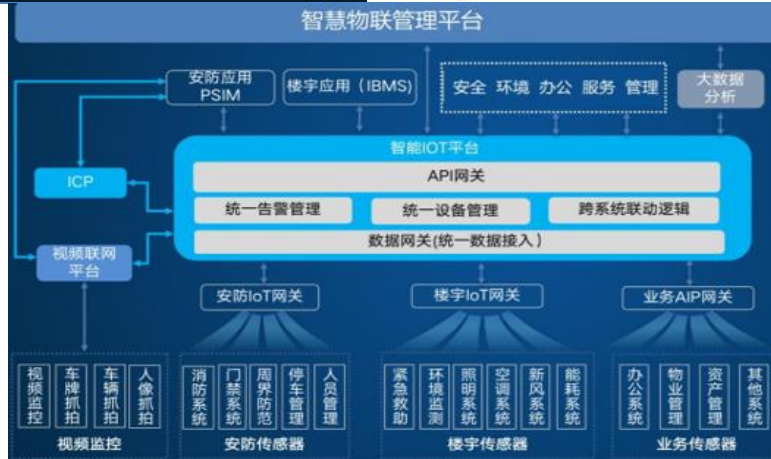 智慧物联管理平台
安防应用
PSIM
楼宇应用（IBMS)
安全 环境 办公 服务 管理
大数据
分析
智能IOT平台
API网关
ICP
统一告警管理
统一设备管理
跨系统联动逻辑
数据网关(统一数据接入）
视频联网
平台
安防IoT网关
楼宇IoT网关
业务AIP网关
视频监控
车牌抓拍
车辆抓拍
人像抓拍
消防系统
门禁系统
周界防范
停车管理
人员管理
紧急救助
环境监测
照明系统
空调系统
新风系统
能耗系统
办公系统
物业管理
资产管理
其他系统
视频监控
安防传感器
楼宇传感器
业务传感器